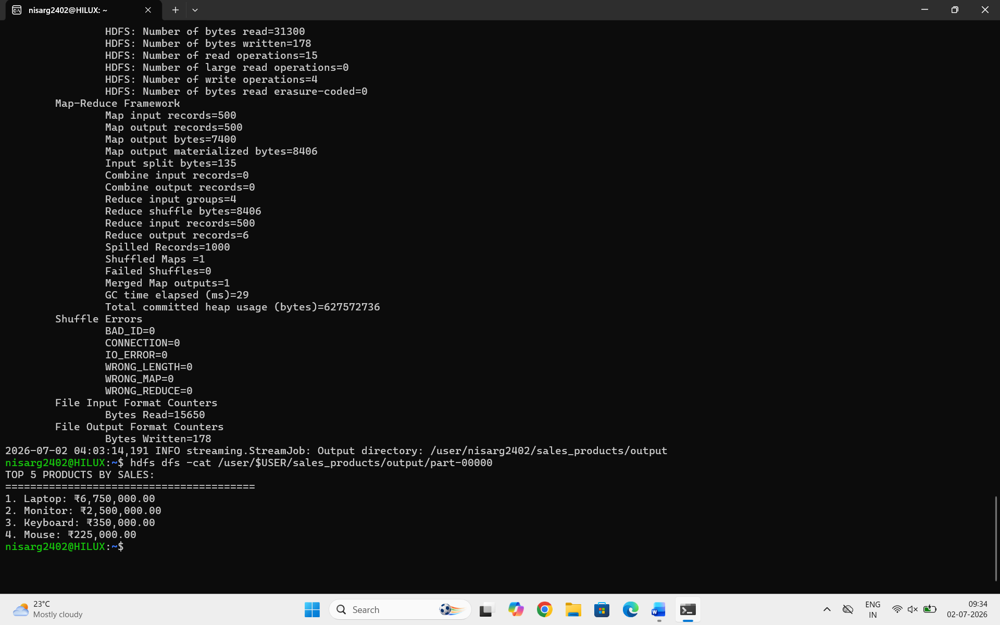 nisarg2402@HILUX: ~
HDFS: Number of bytes read=31300
HDFS: Number of bytes written=178
HDFS: Number of read operations=15
HDFS: Number of large read operations=0
HDFS: Number of write operations=4
HDFS: Number of bytes read erasure-coded=0
Map-Reduce Framework
Map input records=500
Map output records=500
Map output bytes=7400
Map output materialized bytes=8406
Input split bytes=135
Combine input records=0
Combine output records=0
Reduce input groups=4
Reduce shuffle bytes=8406
Reduce input records=500
Reduce output records=6
Spilled Records=1000
Shuffled Maps =1
Failed Shuffles=0
Merged Map outputs=1
GC time elapsed (ms)=29
Total committed heap usage (bytes)=627572736
Shuffle Errors
BAD_ID=0
CONNECTION=0
IO_ERROR=0
WRONG_LENGTH=0
WRONG_MAP=0
WRONG_REDUCE=0
File Input Format Counters
Bytes Read=15650
File Output Format Counters
Bytes Written=178
2026-07-02 04:03:14,191 INFO streaming.StreamJob: Output directory: /user/nisarg2402/sales_products/output
nisarg2402@HILUX:~$ hdfs dfs -cat /user/$USER/sales_products/output/part-00000
TOP 5 PRODUCTS BY SALES:
========================================
1. Laptop: ₹6,750,000.00
2. Monitor: ₹2,500,000.00
3. Keyboard: ₹350,000.00
4. Mouse: ₹225,000.00
nisarg2402@HILUX:~$
23°C
Mostly cloudy
Search
ENG
IN
09:34
02-07-2026